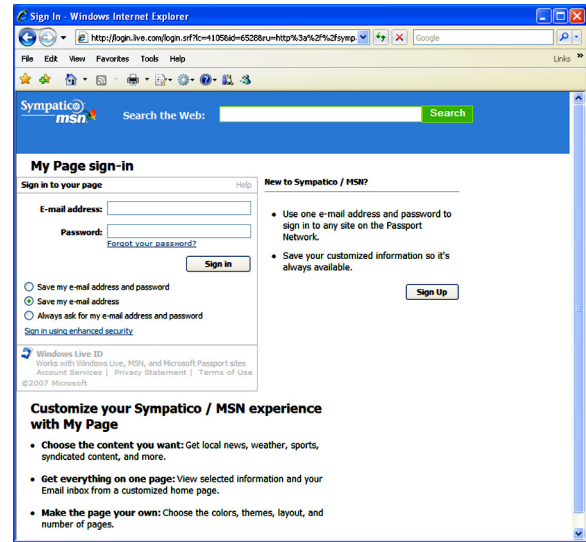 Sign In - Windows Internet Explorer
http://login.live.com/login.srf?lc=4105&id=6528&ru=http%3a%2f%2fsymp.
Google
File Edit View Favorites Tools Help
Links »
Sympatico
msn
Search the Web:
Search
My Page sign-in
Sign in to your page
Help
E-mail address:
Password:
Forgot your password?
Sign in
Save my e-mail address and password
Save my e-mail address
Always ask for my e-mail address and password
Sign in using enhanced security
Windows Live ID
Works with Windows Live, MSN, and Microsoft Passport sites
Account Services | Privacy Statement | Terms of Use
©2007 Microsoft
New to Sympatico / MSN?
• Use one e-mail address and password to
sign in to any site on the Passport
Network.
• Save your customized information so it's
always available.
Sign Up
Customize your Sympatico / MSN experience
with My Page
• Choose the content you want: Get local news, weather, sports,
syndicated content, and more.
• Get everything on one page: View selected information and your
Email inbox from a customized home page.
• Make the page your own: Choose the colors, themes, layout, and
number of pages.